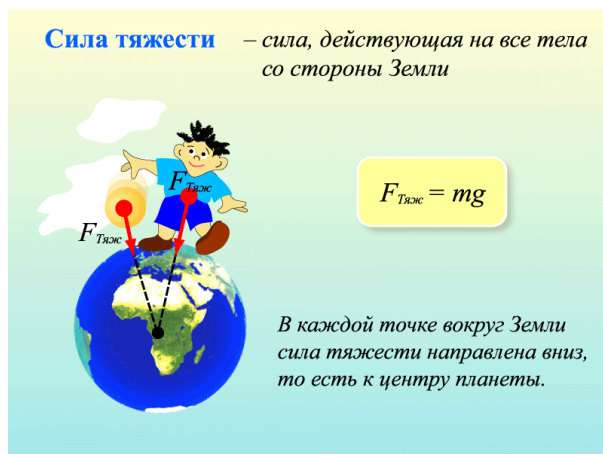 Сила тяжести – сила, действующая на все тела
со стороны Земли
FТяж
FТяж
FТяж = mg
В каждой точке вокруг Земли
сила тяжести направлена вниз,
то есть к центру планеты.